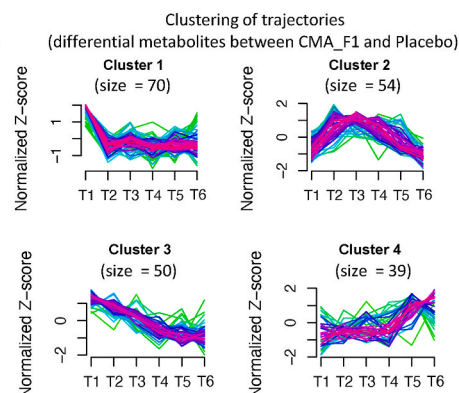 Clustering of trajectories
(differential metabolites between CMA_F1 and Placebo)
Cluster 1
(size = 70)
Normalized Z-score
1
-1
T1 T2 T3 T4 T5 T6
Cluster 2
(size = 54)
Normalized Z-score
2
0
-2
T1 T2 T3 T4 T5 T6
Cluster 3
(size = 50)
Normalized Z-score
0
-2
T1 T2 T3 T4 T5 T6
Cluster 4
(size = 39)
Normalized Z-score
2
0
-2
T1 T2 T3 T4 T5 T6